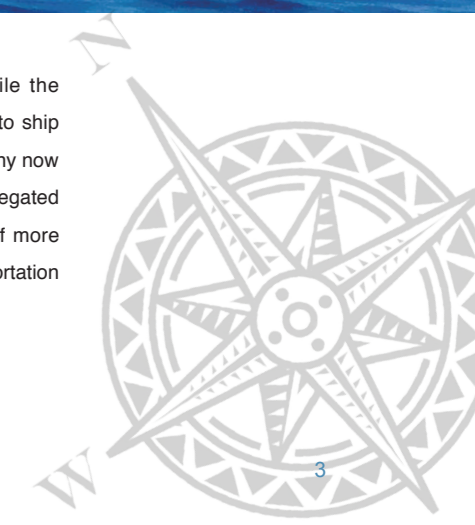 N
ile the
to ship
ny now
egated
f more
ortation
3
W